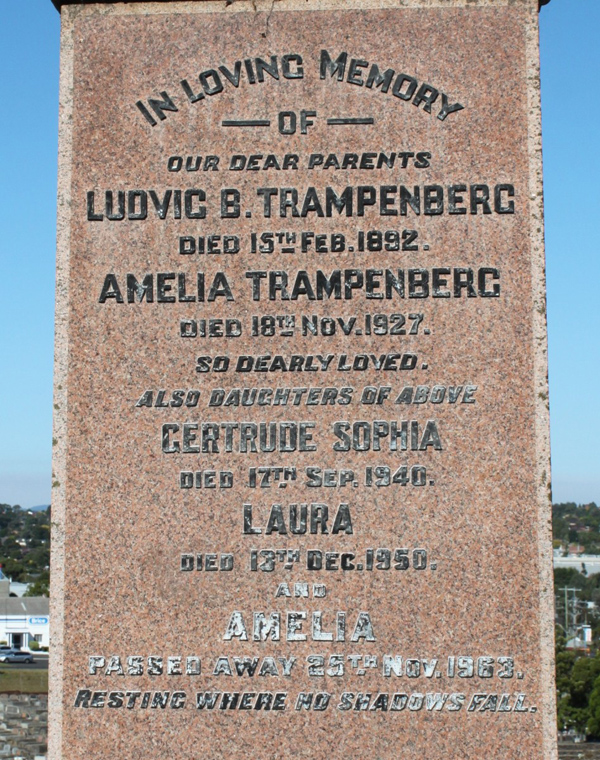 IN LOVING MEMORY
OF
OUR DEAR PARENTS
LUDVIG B. TRAMPENBERG
DIED 15TH FEB. 1892.
AMELIA TRAMPENBERG
DIED 18TH NOV. 1927.
SO DEARLY LOVED.
ALSO DAUGHTERS OF ABOVE
GERTRUDE SOPHIA
DIED 17TH SEP. 1940.
LAURA
DIED 13TH DEC. 1950.
AND
AMELIA
PASSED AWAY 25TH NOV. 1963.
RESTING WHERE NO SHADOWS FALL.